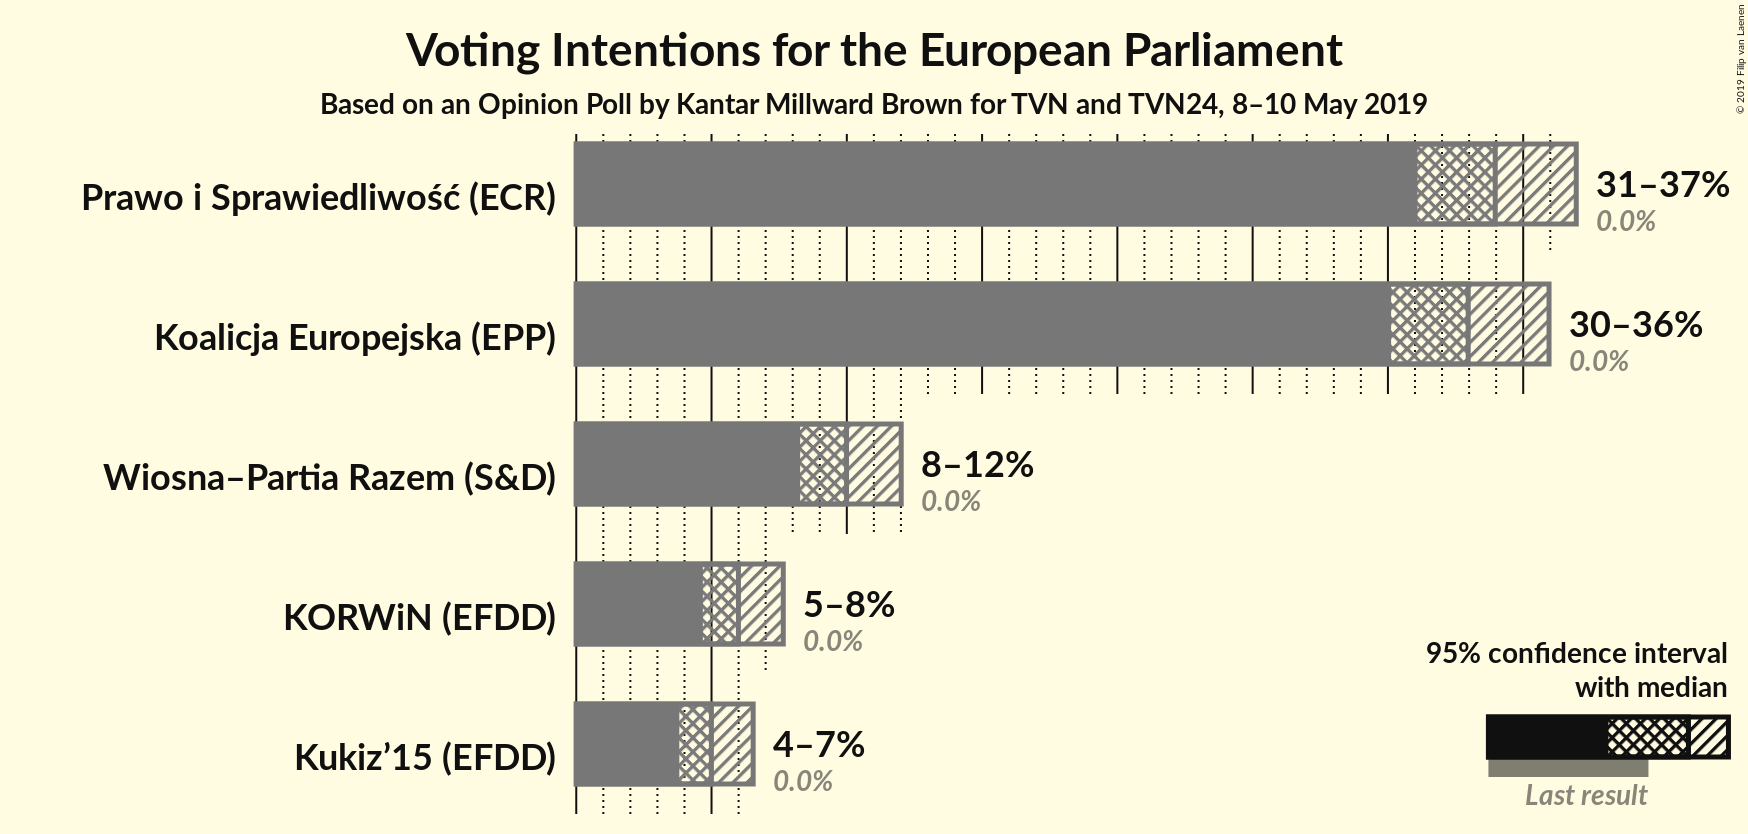 Voting Intentions for the European Parliament
Based on an Opinion Poll by Kantar Millward Brown for TVN and TVN24, 8–10 May 2019
© 2019 Filip van Laenen
Prawo i Sprawiedliwość (ECR)
31–37%
0.0%
Koalicja Europejska (EPP)
30–36%
0.0%
Wiosna–Partia Razem (S&D)
8–12%
0.0%
KORWiN (EFDD)
5–8%
0.0%
Kukiz’15 (EFDD)
4–7%
0.0%
95% confidence interval
with median
Last result